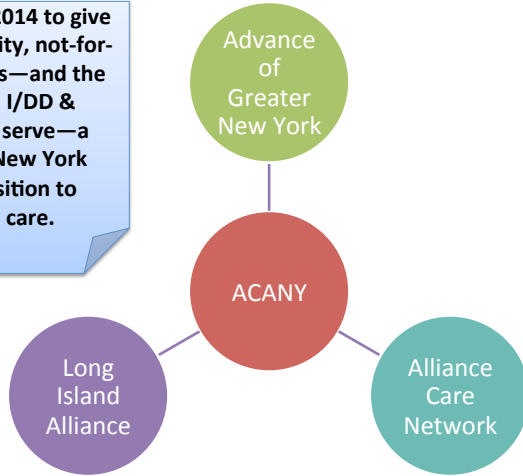 2014 to give
ity, not-for-
s—and the
I/DD &
serve—a
New York
sition to
care.
Advance
of
Greater
New York
ACANY
Long
Island
Alliance
Alliance
Care
Network